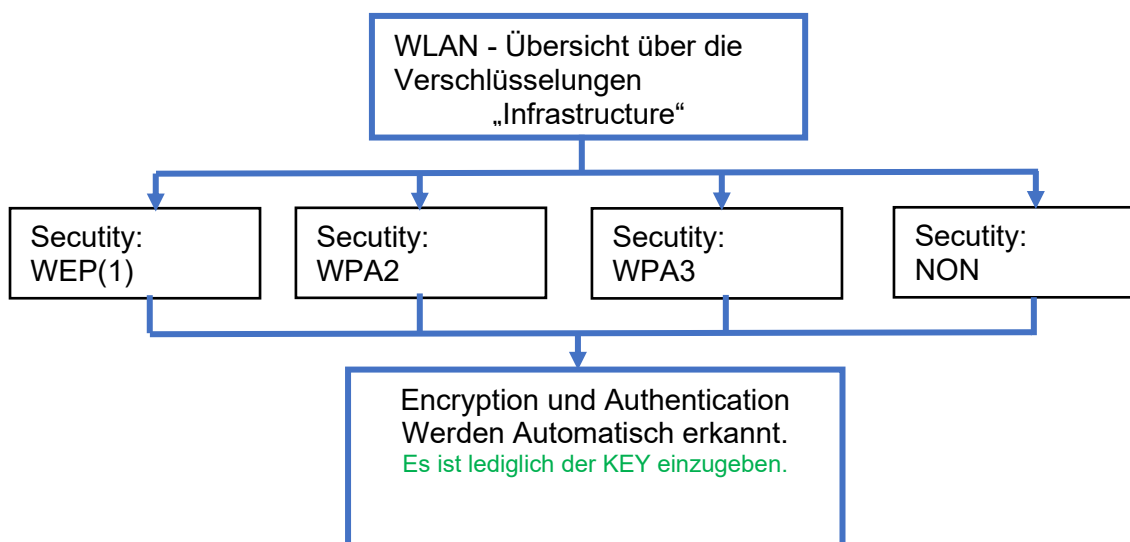 WLAN - Übersicht über die
Verschlüsselungen
„Infrastructure“
Secutity:
WEP(1)
Secutity:
WPA2
Secutity:
WPA3
Secutity:
NON
Encryption und Authentication
Werden Automatisch erkannt.
Es ist lediglich der KEY einzugeben.